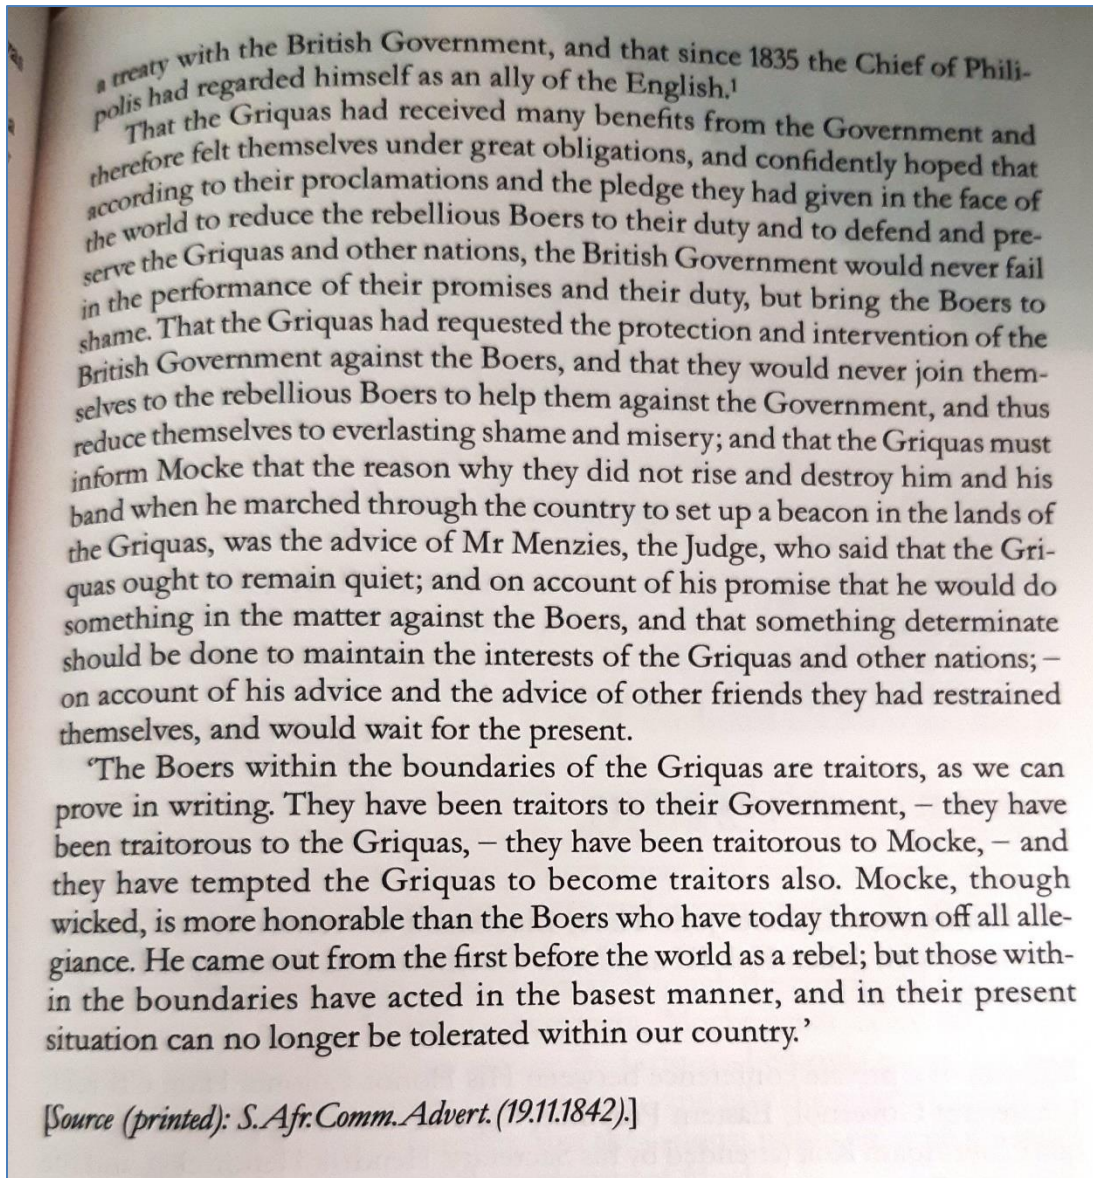 a treaty with the British Government, and that since 1835 the Chief of Phili-
polis had regarded himself as an ally of the English.¹
That the Griquas had received many benefits from the Government and
therefore felt themselves under great obligations, and confidently hoped that
according to their proclamations and the pledge they had given in the face of
the world to reduce the rebellious Boers to their duty and to defend and pre-
serve the Griquas and other nations, the British Government would never fail
in the performance of their promises and their duty, but bring the Boers to
shame. That the Griquas had requested the protection and intervention of the
British Government against the Boers, and that they would never join them-
selves to the rebellious Boers to help them against the Government, and thus
reduce themselves to everlasting shame and misery; and that the Griquas must
inform Mocke that the reason why they did not rise and destroy him and his
band when he marched through the country to set up a beacon in the lands of
the Griquas, was the advice of Mr Menzies, the Judge, who said that the Gri-
quas ought to remain quiet; and on account of his promise that he would do
something in the matter against the Boers, and that something determinate
should be done to maintain the interests of the Griquas and other nations; –
on account of his advice and the advice of other friends they had restrained
themselves, and would wait for the present.
‘The Boers within the boundaries of the Griquas are traitors, as we can
prove in writing. They have been traitors to their Government, – they have
been traitorous to the Griquas, – they have been traitorous to Mocke, – and
they have tempted the Griquas to become traitors also. Mocke, though
wicked, is more honorable than the Boers who have today thrown off all alle-
giance. He came out from the first before the world as a rebel; but those with-
in the boundaries have acted in the basest manner, and in their present
situation can no longer be tolerated within our country.’
[Source (printed): S. Afr. Comm. Advert. (19.11.1842).]